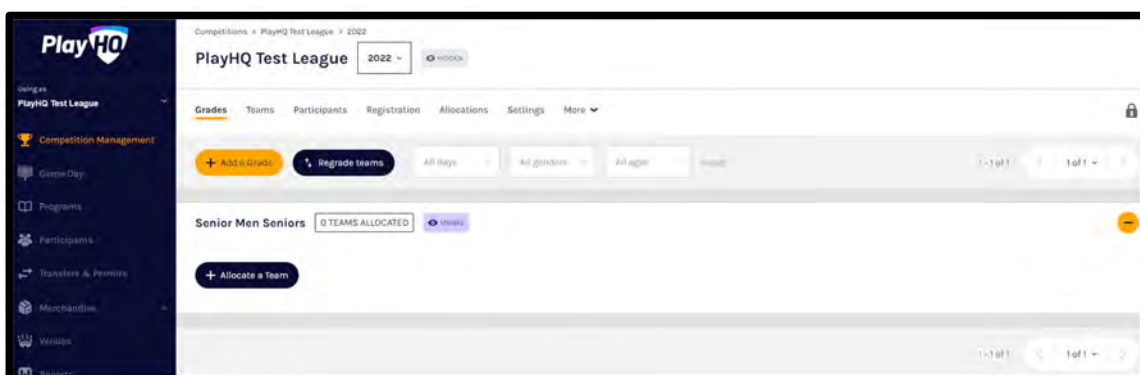 PlayHQ
Using as
PlayHQ Test League
Competition Management
Game Day
Programs
Participants
Transfers & Permits
Merchandise
Venues
Reports
Competitions > PlayHQ Test League > 2022
PlayHQ Test League 2022 HIDDEN
Grades Teams Participants Registration Allocations Settings More
+ Add a Grade Regrade teams All days All genders All ages 1-1 of 1 1 of 1
Senior Men Seniors 0 TEAMS ALLOCATED VISIBLE
+ Allocate a Team
1-1 of 1 1 of 1